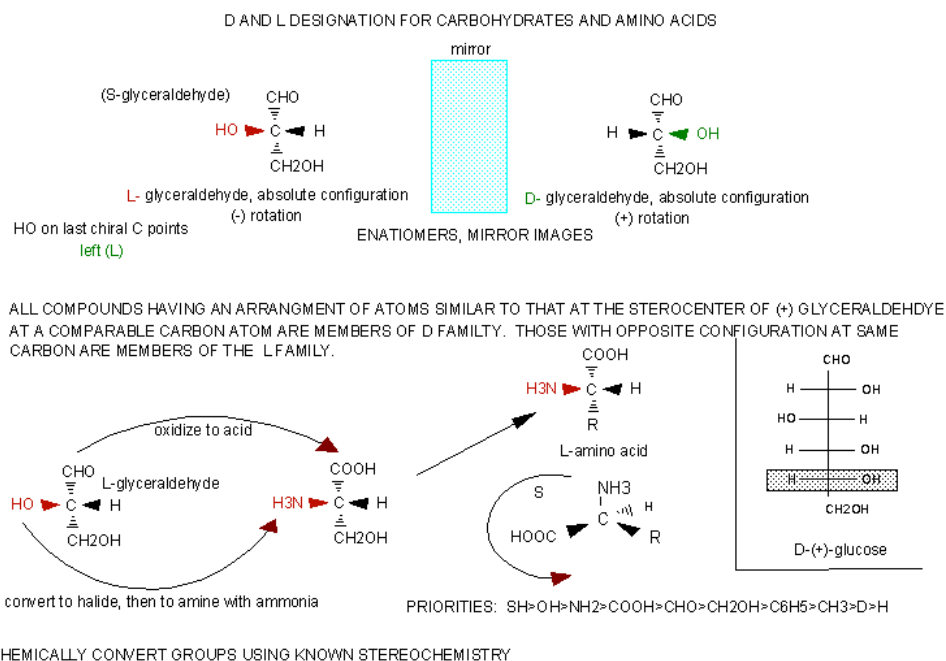 D AND L DESIGNATION FOR CARBOHYDRATES AND AMINO ACIDS
mirror
(S-glyceraldehyde)
CHO
HO C H
CH2OH
CHO
H C OH
CH2OH
L- glyceraldehyde, absolute configuration
(-) rotation
D- glyceraldehyde, absolute configuration
(+) rotation
HO on last chiral C points
left (L)
ENATIOMERS, MIRROR IMAGES
ALL COMPOUNDS HAVING AN ARRANGMENT OF ATOMS SIMILAR TO THAT AT THE STEROCENTER OF (+) GLYCERALDEHDYE
AT A COMPARABLE CARBON ATOM ARE MEMBERS OF D FAMILTY. THOSE WITH OPPOSITE CONFIGURATION AT SAME
CARBON ARE MEMBERS OF THE L FAMILY.
oxidize to acid
CHO
L-glyceraldehyde
HO C H
CH2OH
COOH
H3N C H
CH2OH
convert to halide, then to amine with ammonia
COOH
H3N C H
R
L-amino acid
S
NH3
H
C
HOOC
R
CHO
H OH
HO H
H OH
H OH
CH2OH
D-(+)-glucose
PRIORITIES: SH>OH>NH2>COOH>CHO>CH2OH>C6H5>CH3>D>H
HEMICALLY CONVERT GROUPS USING KNOWN STEREOCHEMISTRY